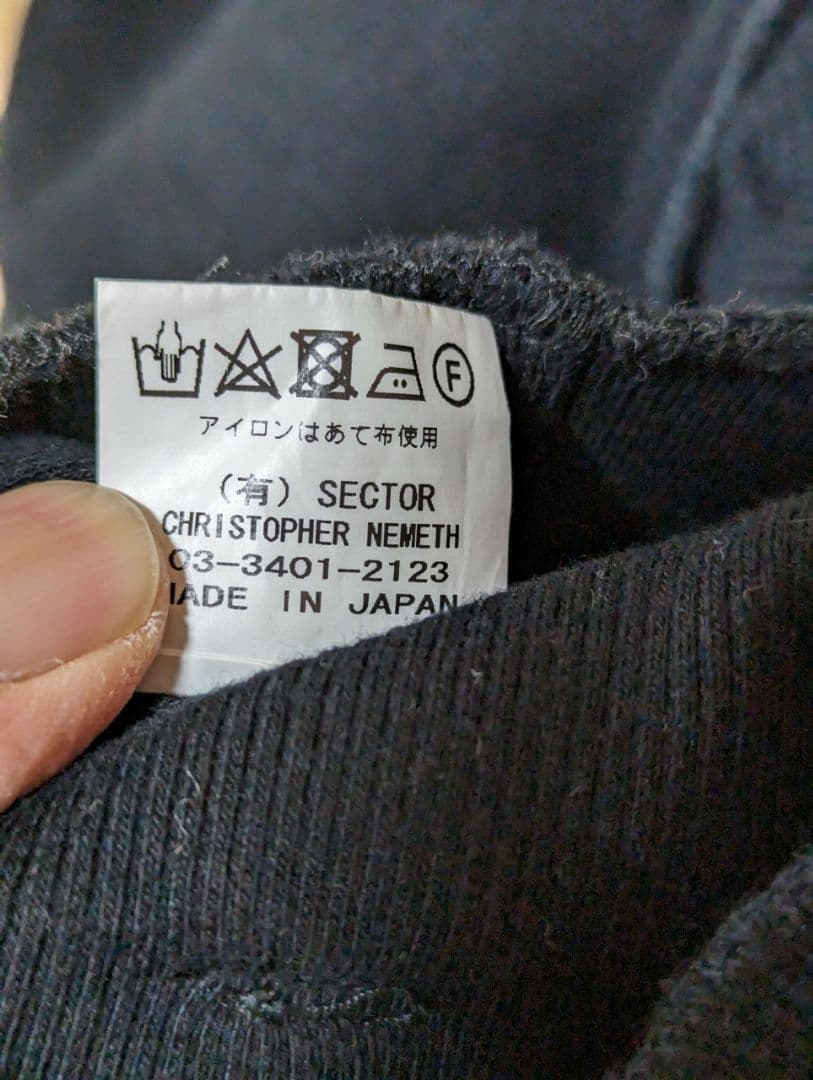 F
アイロンはあて布使用
(有) SECTOR
CHRISTOPHER NEMETH
03-3401-2123
MADE IN JAPAN